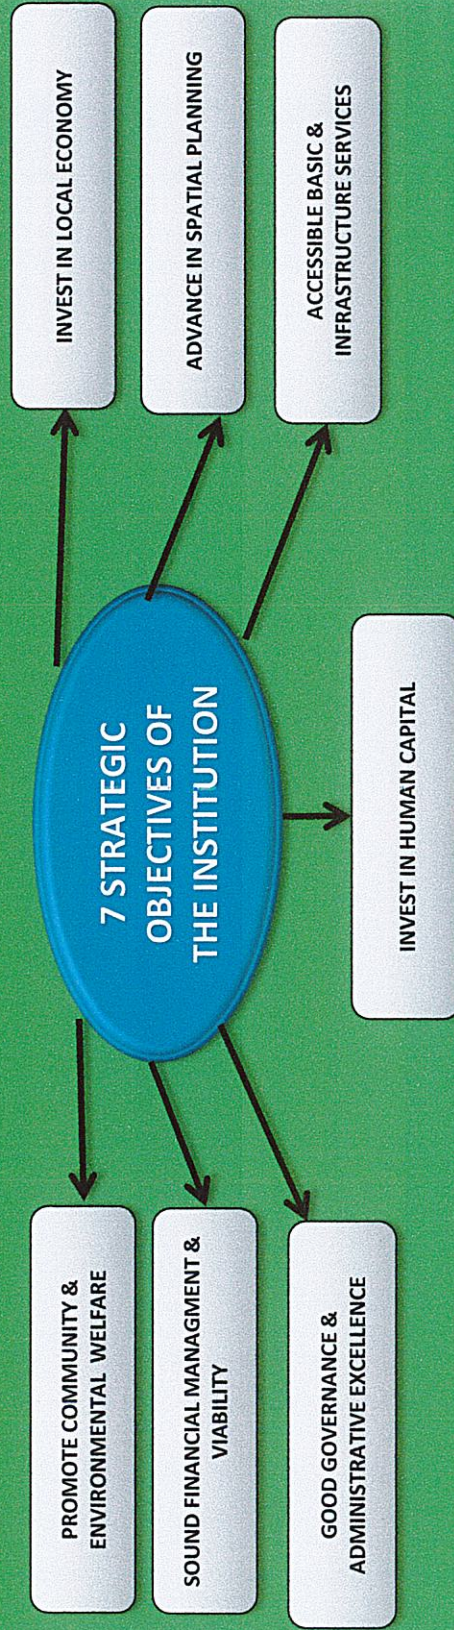 7 STRATEGIC
OBJECTIVES OF
THE INSTITUTION
PROMOTE COMMUNITY &
ENVIRONMENTAL WELFARE
SOUND FINANCIAL MANAGMENT &
VIABILITY
GOOD GOVERNANCE &
ADMINISTRATIVE EXCELLENCE
INVEST IN HUMAN CAPITAL
INVEST IN LOCAL ECONOMY
ADVANCE IN SPATIAL PLANNING
ACCESSIBLE BASIC &
INFRASTRUCTURE SERVICES